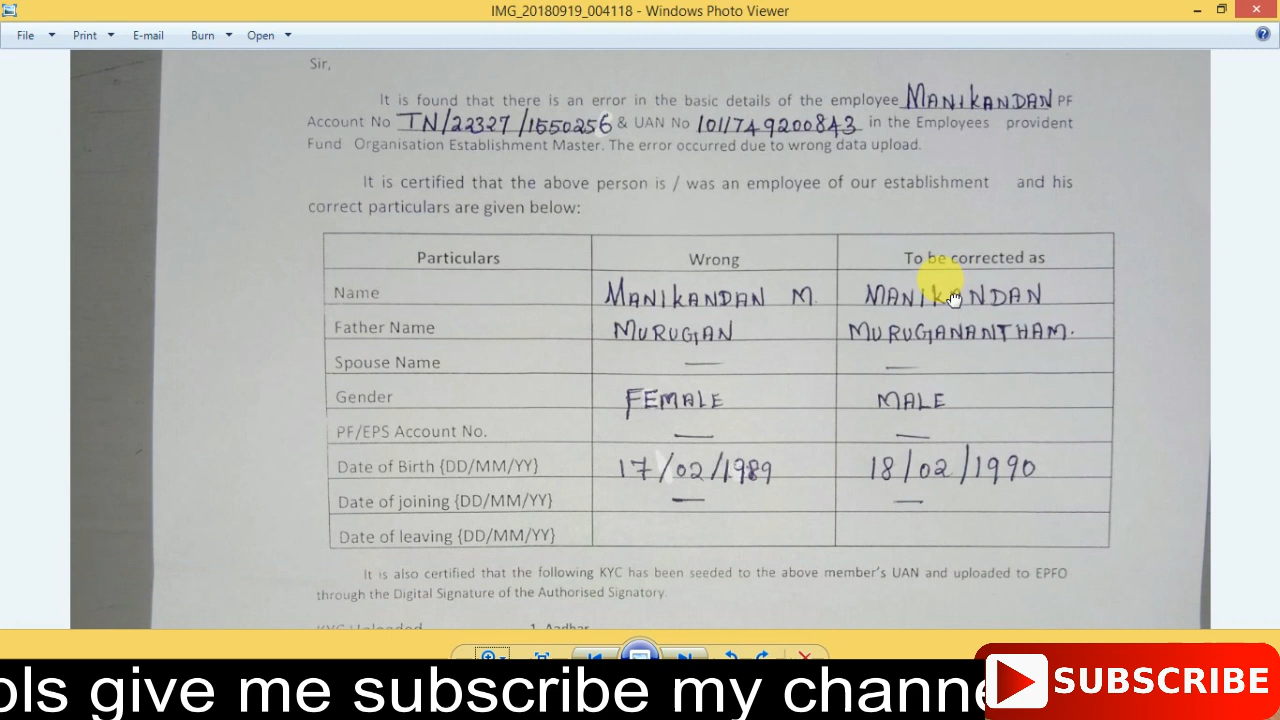 IMG_20180919_004118 - Windows Photo Viewer
File Print E-mail Burn Open
Sir,
It is found that there is an error in the basic details of the employee MANIKANDAN PF
Account No TN/22327/1550256 & UAN No 1011749200843 in the Employees provident
Fund Organisation Establishment Master. The error occurred due to wrong data upload.
It is certified that the above person is / was an employee of our establishment and his
correct particulars are given below:
Particulars Wrong To be corrected as
Name MANIKANDAN M. MANIKANDAN
Father Name MURUGAN MURUGANANTHAM.
Spouse Name —— ——
Gender FEMALE MALE
PF/EPS Account No. —— ——
Date of Birth {DD/MM/YY) 17/02/1989 18/02/1990
Date of joining {DD/MM/YY) —— ——
Date of leaving {DD/MM/YY)
It is also certified that the following KYC has been seeded to the above member's UAN and uploaded to EPFO
through the Digital Signature of the Authorised Signatory.
KYC Uploaded 1. Aadhar
ols give me subscribe my channe
SUBSCRIBE